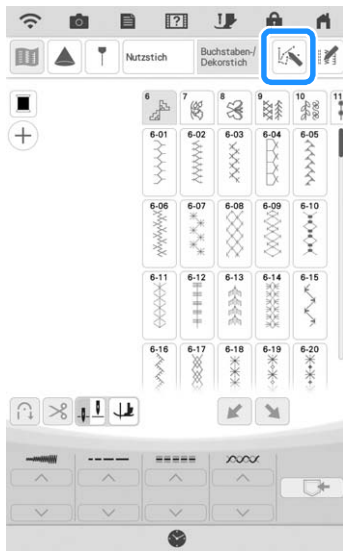 Nutzstich
Buchstaben-/
Dekorstich
6 7 8 9 10 11
6-01 6-02 6-03 6-04 6-05
6-06 6-07 6-08 6-09 6-10
6-11 6-12 6-13 6-14 6-15
6-16 6-17 6-18 6-19 6-20